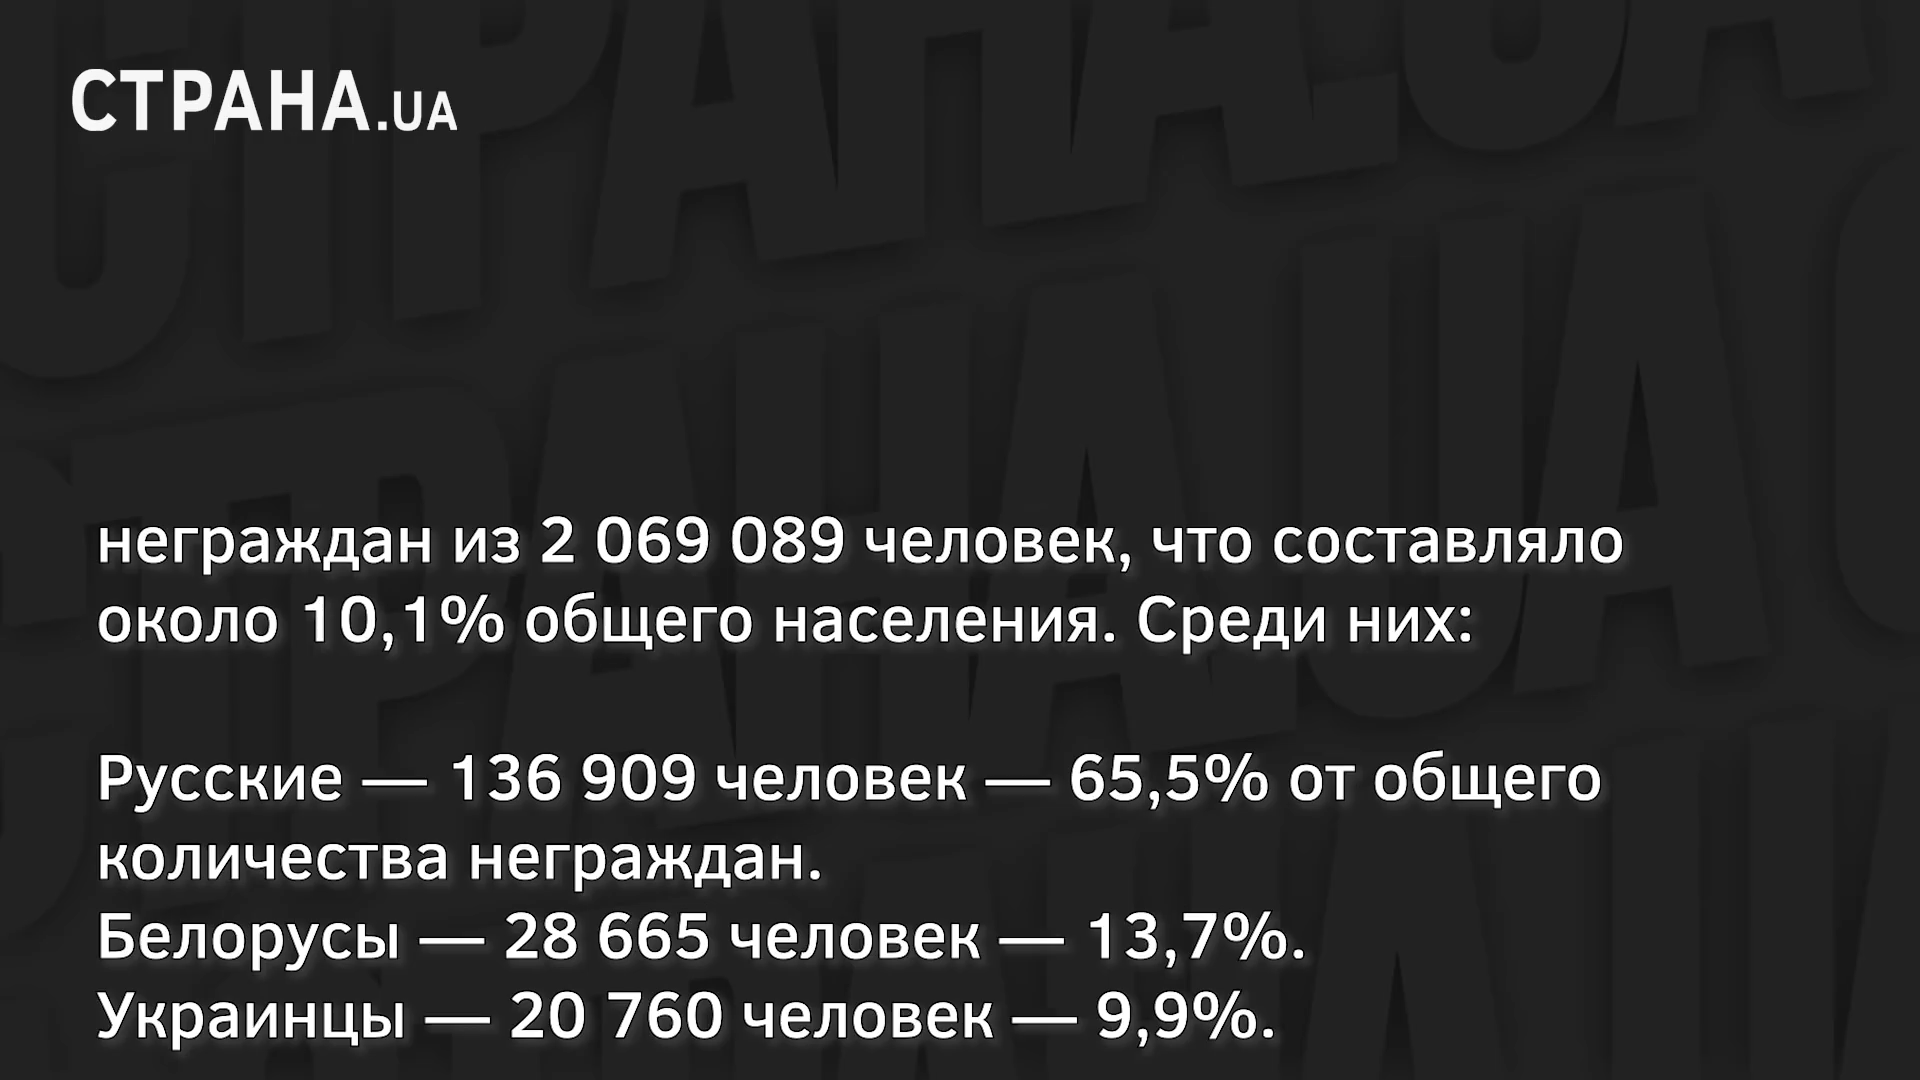 СТРАНА.UA
неграждан из 2 069 089 человек, что составляло
около 10,1% общего населения. Среди них:
Русские — 136 909 человек — 65,5% от общего
количества неграждан.
Белорусы — 28 665 человек — 13,7%.
Украинцы — 20 760 человек — 9,9%.